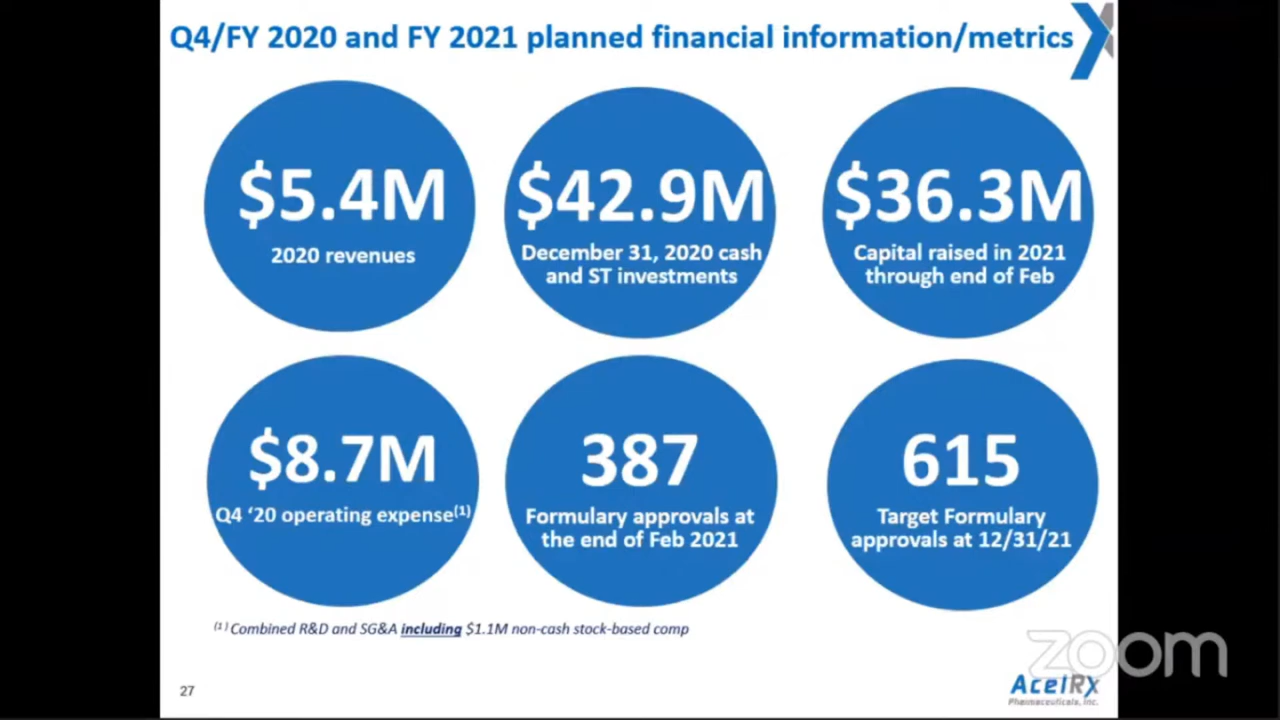 Q4/FY 2020 and FY 2021 planned financial information/metrics
$5.4M
2020 revenues
$42.9M
December 31, 2020 cash
and ST investments
$36.3M
Capital raised in 2021
through end of Feb
$8.7M
Q4 ‘20 operating expense(1)
387
Formulary approvals at
the end of Feb 2021
615
Target Formulary
approvals at 12/31/21
(1) Combined R&D and SG&A including $1.1M non-cash stock-based comp
zoom
27
AcelRx
Pharmaceuticals, Inc.